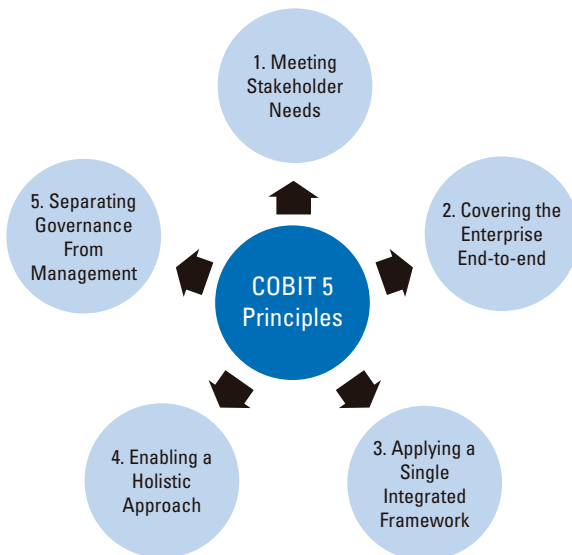 1. Meeting
Stakeholder
Needs
5. Separating
Governance
From
Management
2. Covering the
Enterprise
End-to-end
COBIT 5
Principles
4. Enabling a
Holistic
Approach
3. Applying a
Single
Integrated
Framework